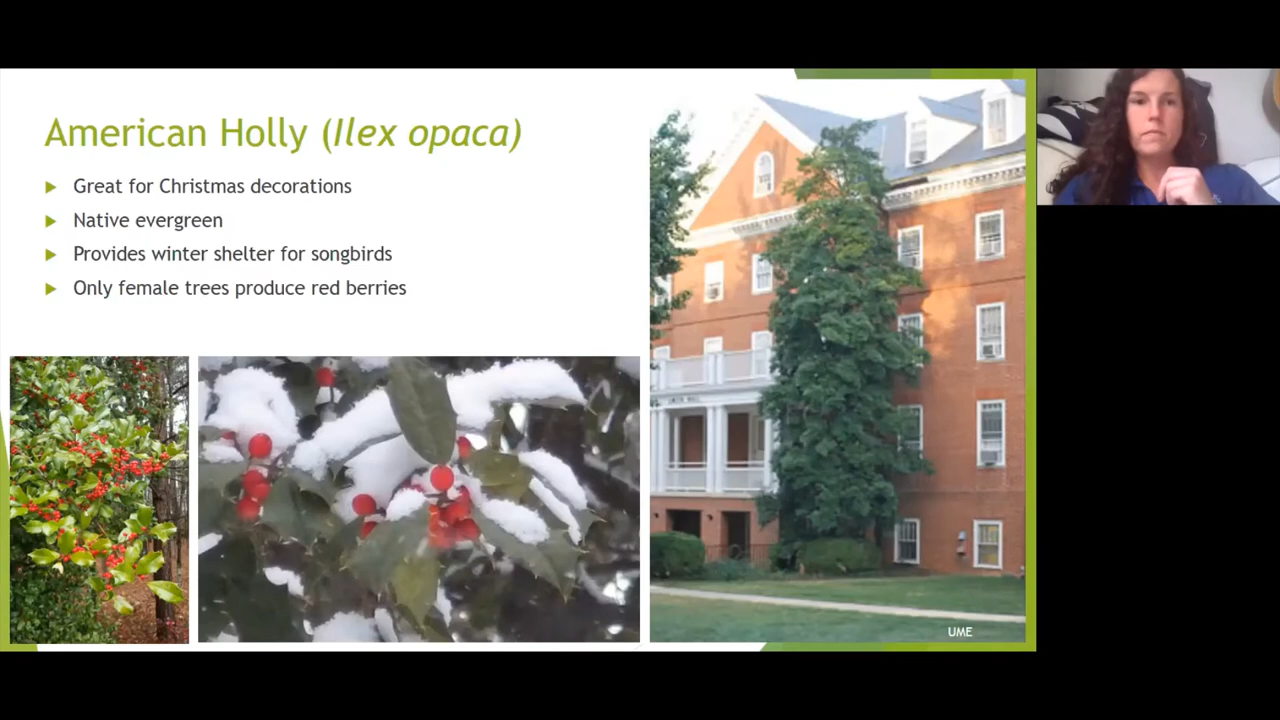 American Holly (Ilex opaca)
Great for Christmas decorations
Native evergreen
Provides winter shelter for songbirds
Only female trees produce red berries
UME